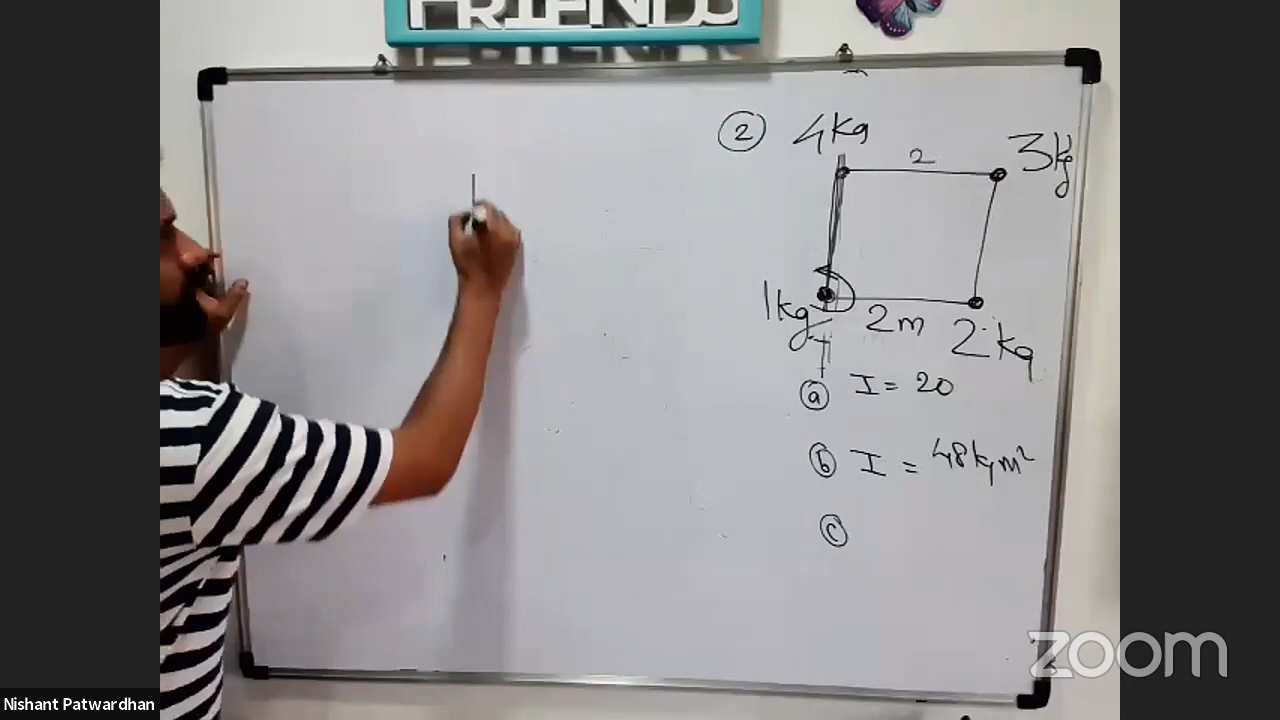 FRIENDS
② 4kg
2
3kg
1kg
2m
2kg
ⓐ I = 20
ⓑ I = 48kgm²
ⓒ
zoom
Nishant Patwardhan